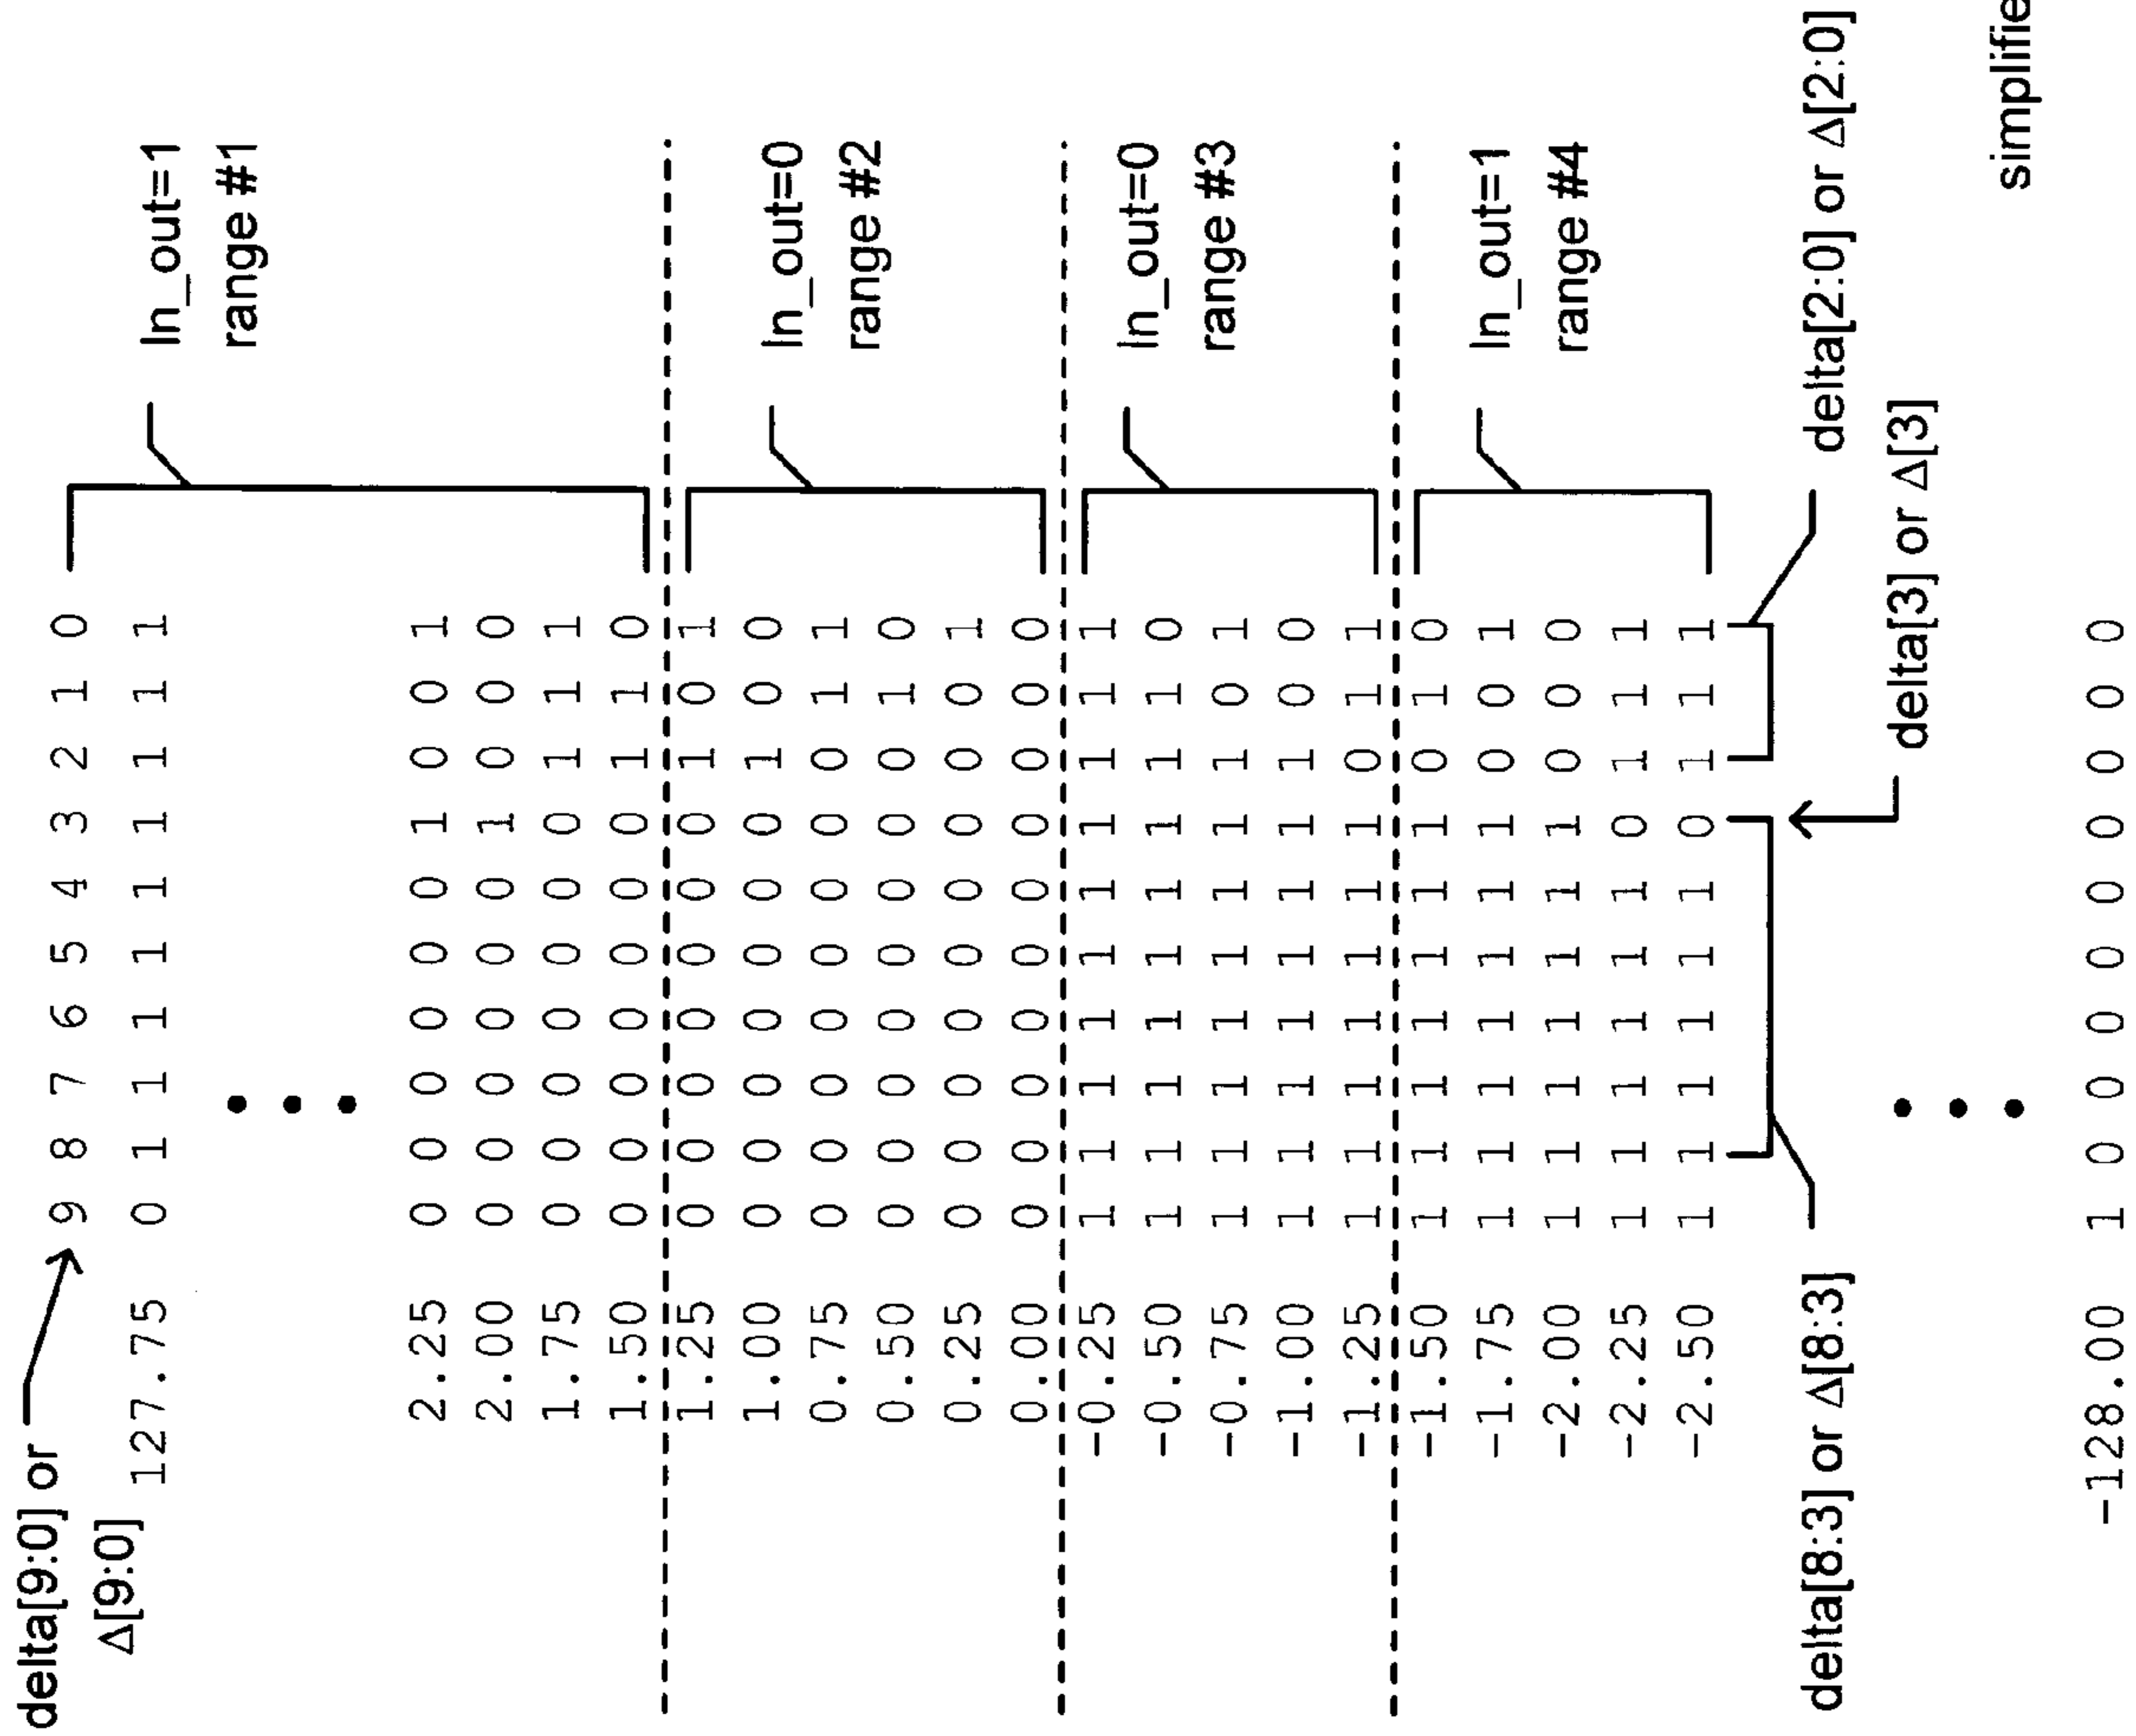 delta[9:0] or
Δ[9:0]
9 8 7 6 5 4 3 2 1 0
127.75 0 1 1 1 1 1 1 1 1 1
In_out=1
range #1
2.25 0 0 0 0 0 0 1 0 0 1
2.00 0 0 0 0 0 0 1 0 0 0
1.75 0 0 0 0 0 0 0 1 1 1
1.50 0 0 0 0 0 0 0 1 1 0
1.25 0 0 0 0 0 0 0 1 0 1
1.00 0 0 0 0 0 0 0 1 0 0
In_out=0
range #2
0.75 0 0 0 0 0 0 0 0 1 1
0.50 0 0 0 0 0 0 0 0 1 0
0.25 0 0 0 0 0 0 0 0 0 1
0.00 0 0 0 0 0 0 0 0 0 0
-0.25 1 1 1 1 1 1 1 1 1 1
-0.50 1 1 1 1 1 1 1 1 1 0
In_out=0
range #3
-0.75 1 1 1 1 1 1 1 1 0 1
-1.00 1 1 1 1 1 1 1 1 0 0
-1.25 1 1 1 1 1 1 1 0 1 1
-1.50 1 1 1 1 1 1 1 0 1 0
-1.75 1 1 1 1 1 1 1 0 0 1
In_out=1
range #4
-2.00 1 1 1 1 1 1 1 0 0 0
-2.25 1 1 1 1 1 1 0 1 1 1
-2.50 1 1 1 1 1 1 0 1 1 1
delta[8:3] or Δ[8:3]
delta[2:0] or Δ[2:0]
delta[3] or Δ[3]
simplifie
-128.00 1 0 0 0 0 0 0 0 0 0